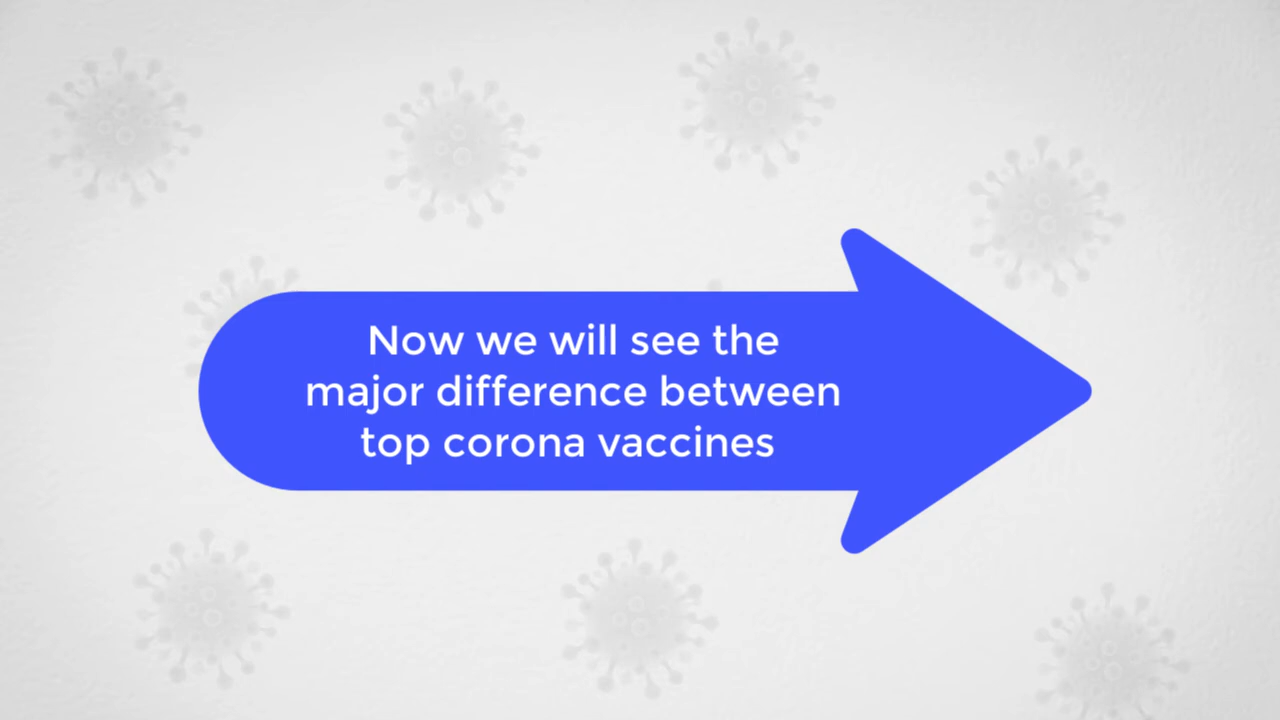 Now we will see the
major difference between
top corona vaccines